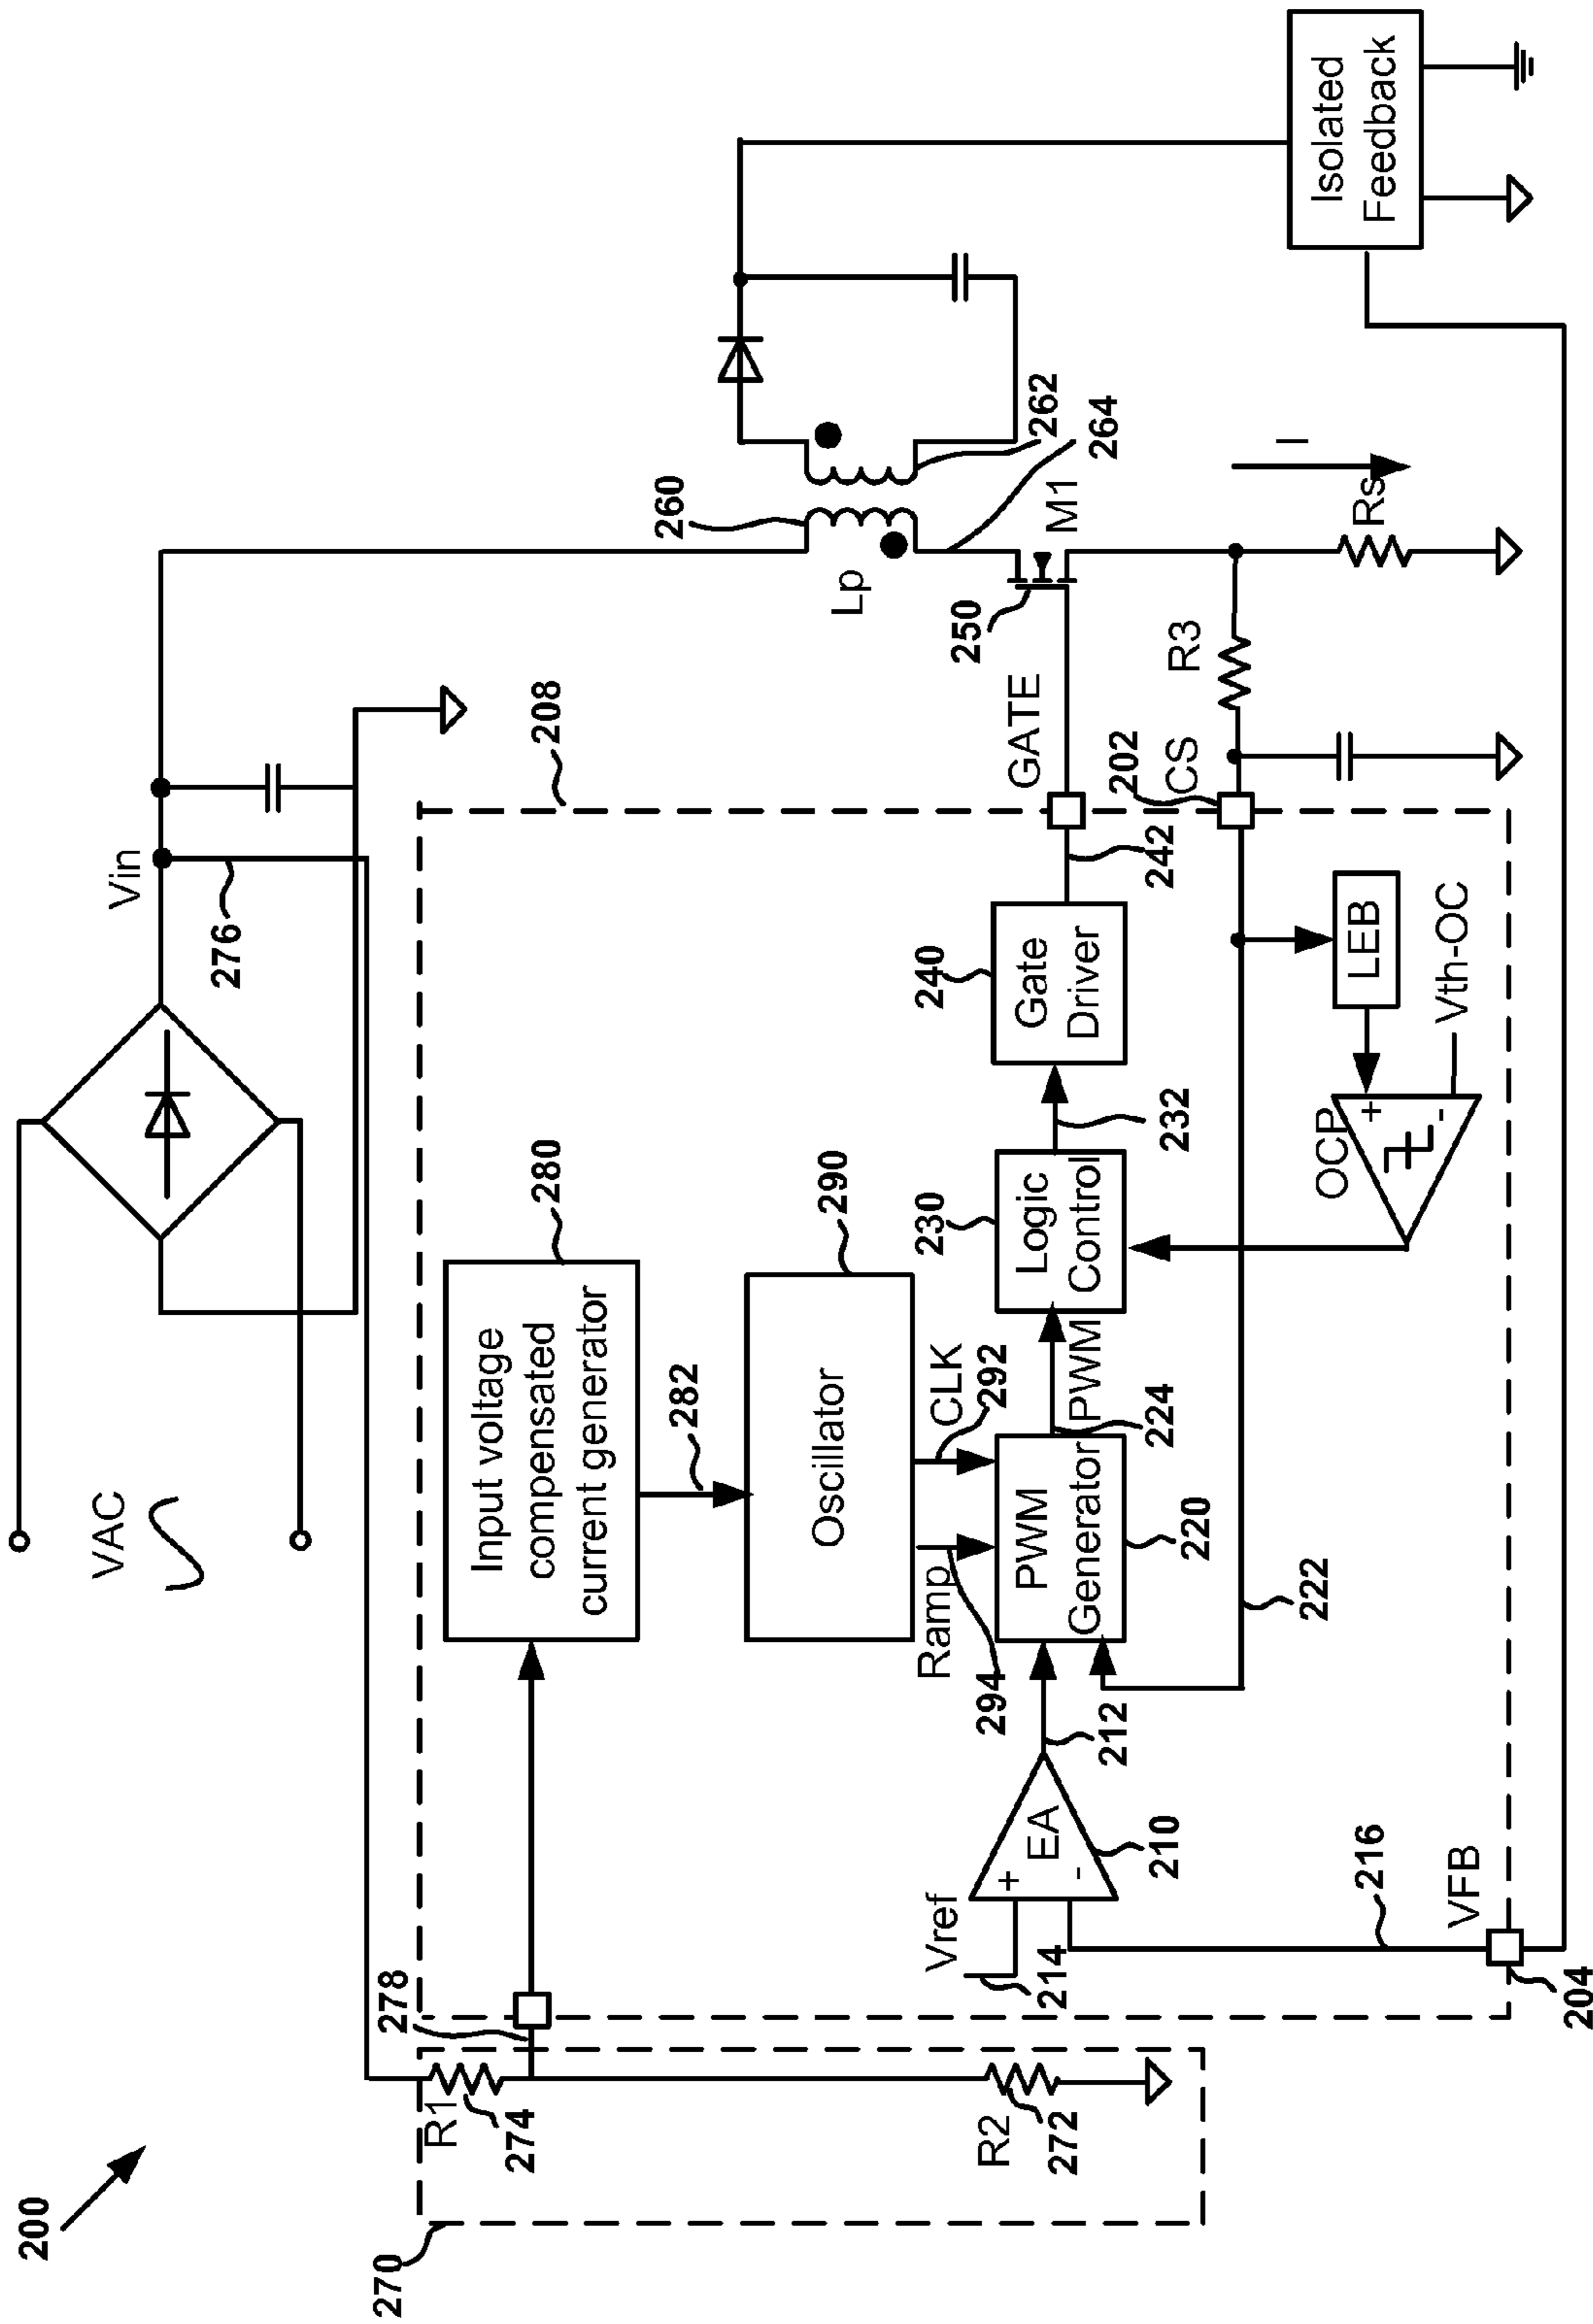 200
VAC
Vin
276
270
R1
274
278
R2
272
208
Input voltage
compensated
current generator
280
282
Oscillator
290
Ramp
294
CLK
292
Vref
214
+
EA
-
210
212
PWM
Generator
220
224
PWM
Logic
Control
230
232
Gate
Driver
240
242
GATE
250
M1
Lp
260
262
264
202
CS
R3
Rs
I
222
LEB
OCP
+
-
Vth-OC
216
VFB
204
Isolated
Feedback